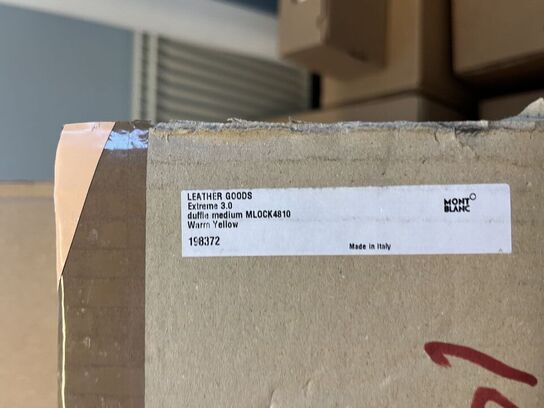 LEATHER GOODS
Extreme 3.0
duffle medium MLOCK4810
Warm Yellow
198372
Made in Italy
MONT
BLANC